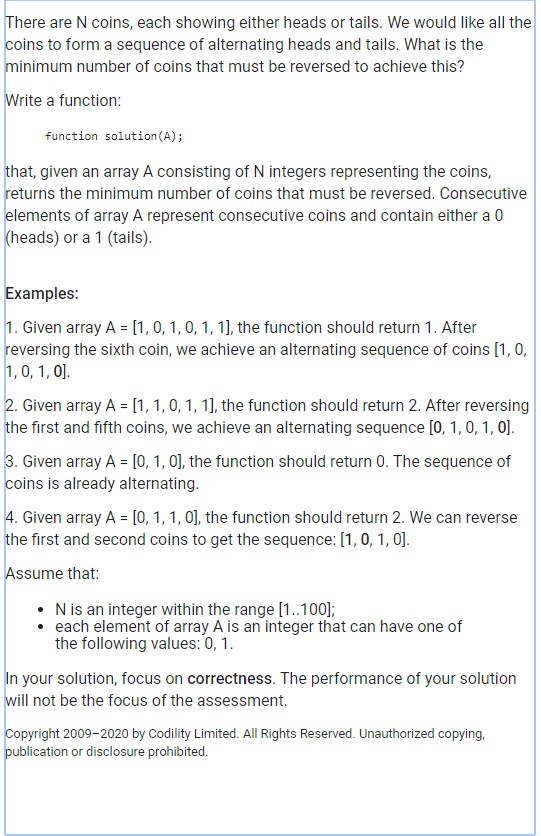 There are N coins, each showing either heads or tails. We would like all the
coins to form a sequence of alternating heads and tails. What is the
minimum number of coins that must be reversed to achieve this?
Write a function:
function solution(A);
that, given an array A consisting of N integers representing the coins,
returns the minimum number of coins that must be reversed. Consecutive
elements of array A represent consecutive coins and contain either a 0
(heads) or a 1 (tails).
Examples:
1. Given array A = [1, 0, 1, 0, 1, 1], the function should return 1. After
reversing the sixth coin, we achieve an alternating sequence of coins [1, 0,
1, 0, 1, 0].
2. Given array A = [1, 1, 0, 1, 1], the function should return 2. After reversing
the first and fifth coins, we achieve an alternating sequence [0, 1, 0, 1, 0].
3. Given array A = [0, 1, 0], the function should return 0. The sequence of
coins is already alternating.
4. Given array A = [0, 1, 1, 0], the function should return 2. We can reverse
the first and second coins to get the sequence: [1, 0, 1, 0].
Assume that:
• N is an integer within the range [1..100];
• each element of array A is an integer that can have one of
the following values: 0, 1.
In your solution, focus on correctness. The performance of your solution
will not be the focus of the assessment.
Copyright 2009–2020 by Codility Limited. All Rights Reserved. Unauthorized copying,
publication or disclosure prohibited.